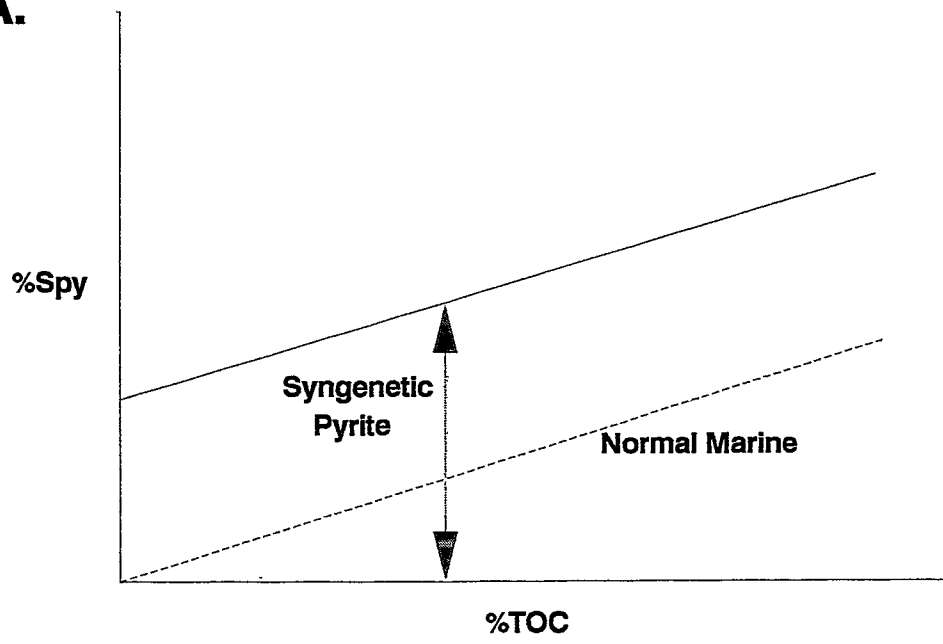 A.
%Spy
Syngenetic
Pyrite
Normal Marine
%TOC